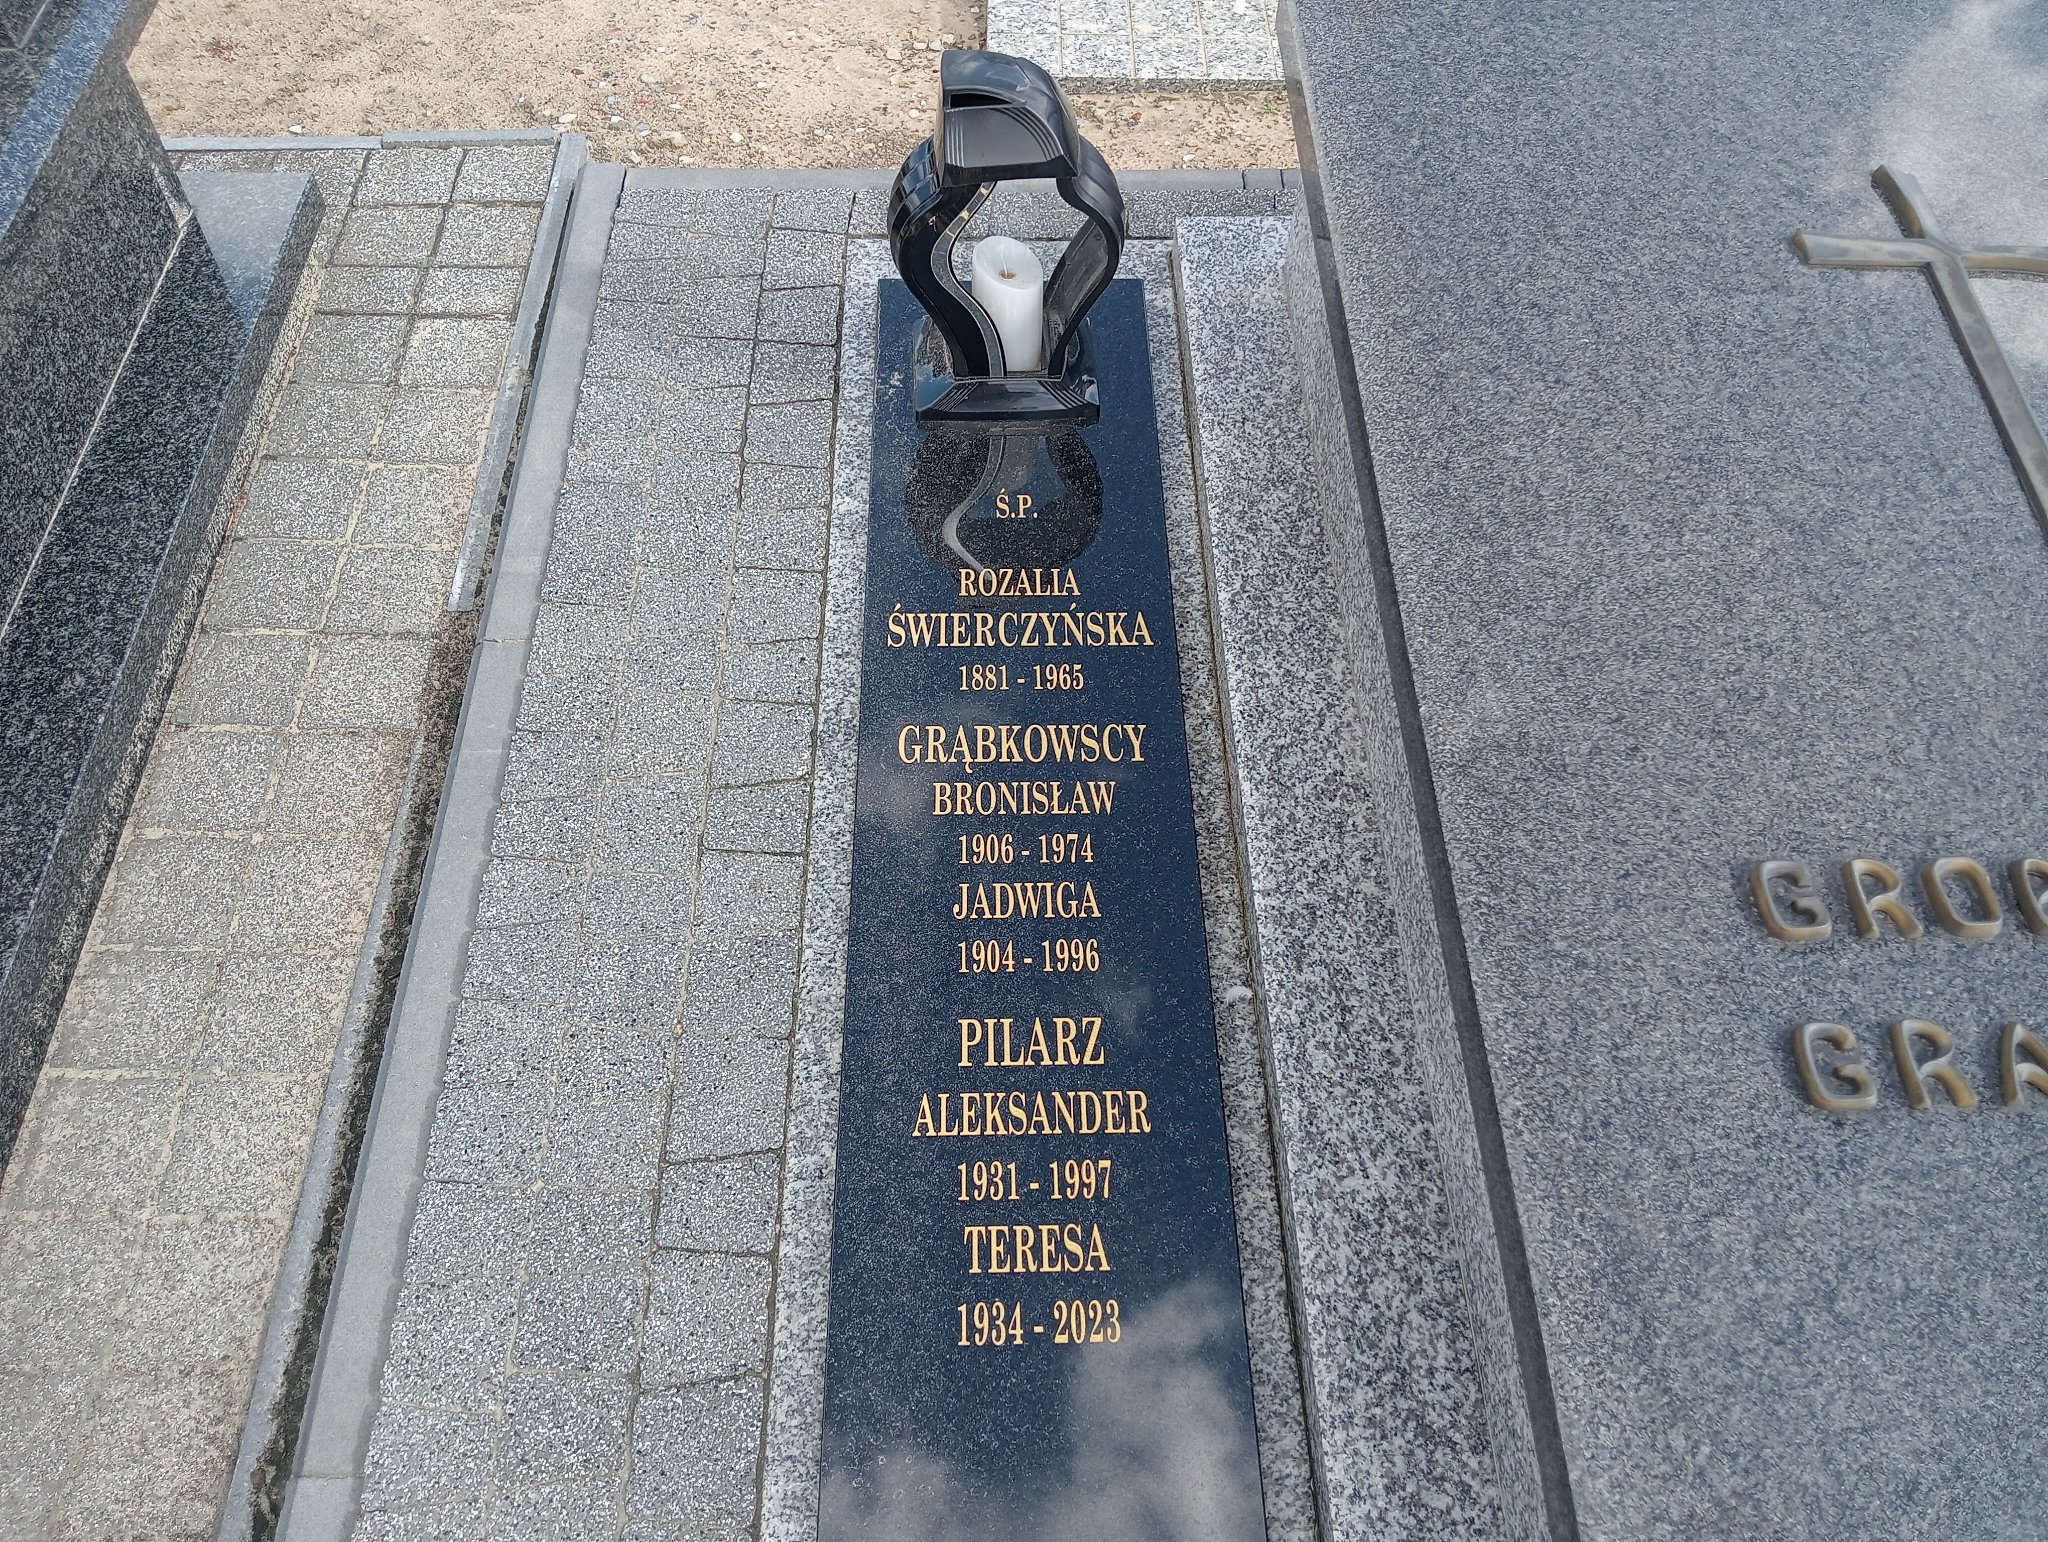 Ś.P.
ROZALIA
ŚWIERCZYŃSKA
1881 - 1965
GRĄBKOWSCY
BRONISŁAW
1906 - 1974
JADWIGA
1904 - 1996
PILARZ
ALEKSANDER
1931 - 1997
TERESA
1934 - 2023